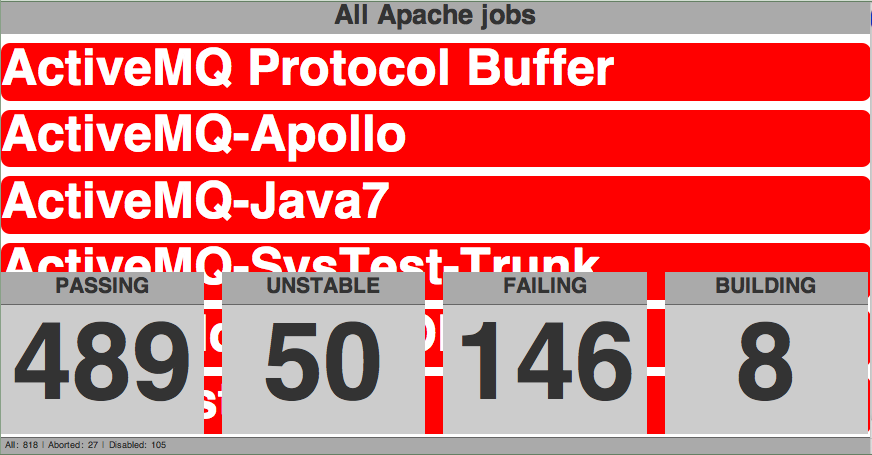 All Apache jobs
ActiveMQ Protocol Buffer
ActiveMQ-Apollo
ActiveMQ-Java7
ActiveMQ-SysTest-Trunk
PASSING UNSTABLE FAILING BUILDING
489 50 146 8
All: 818 | Aborted: 27 | Disabled: 105